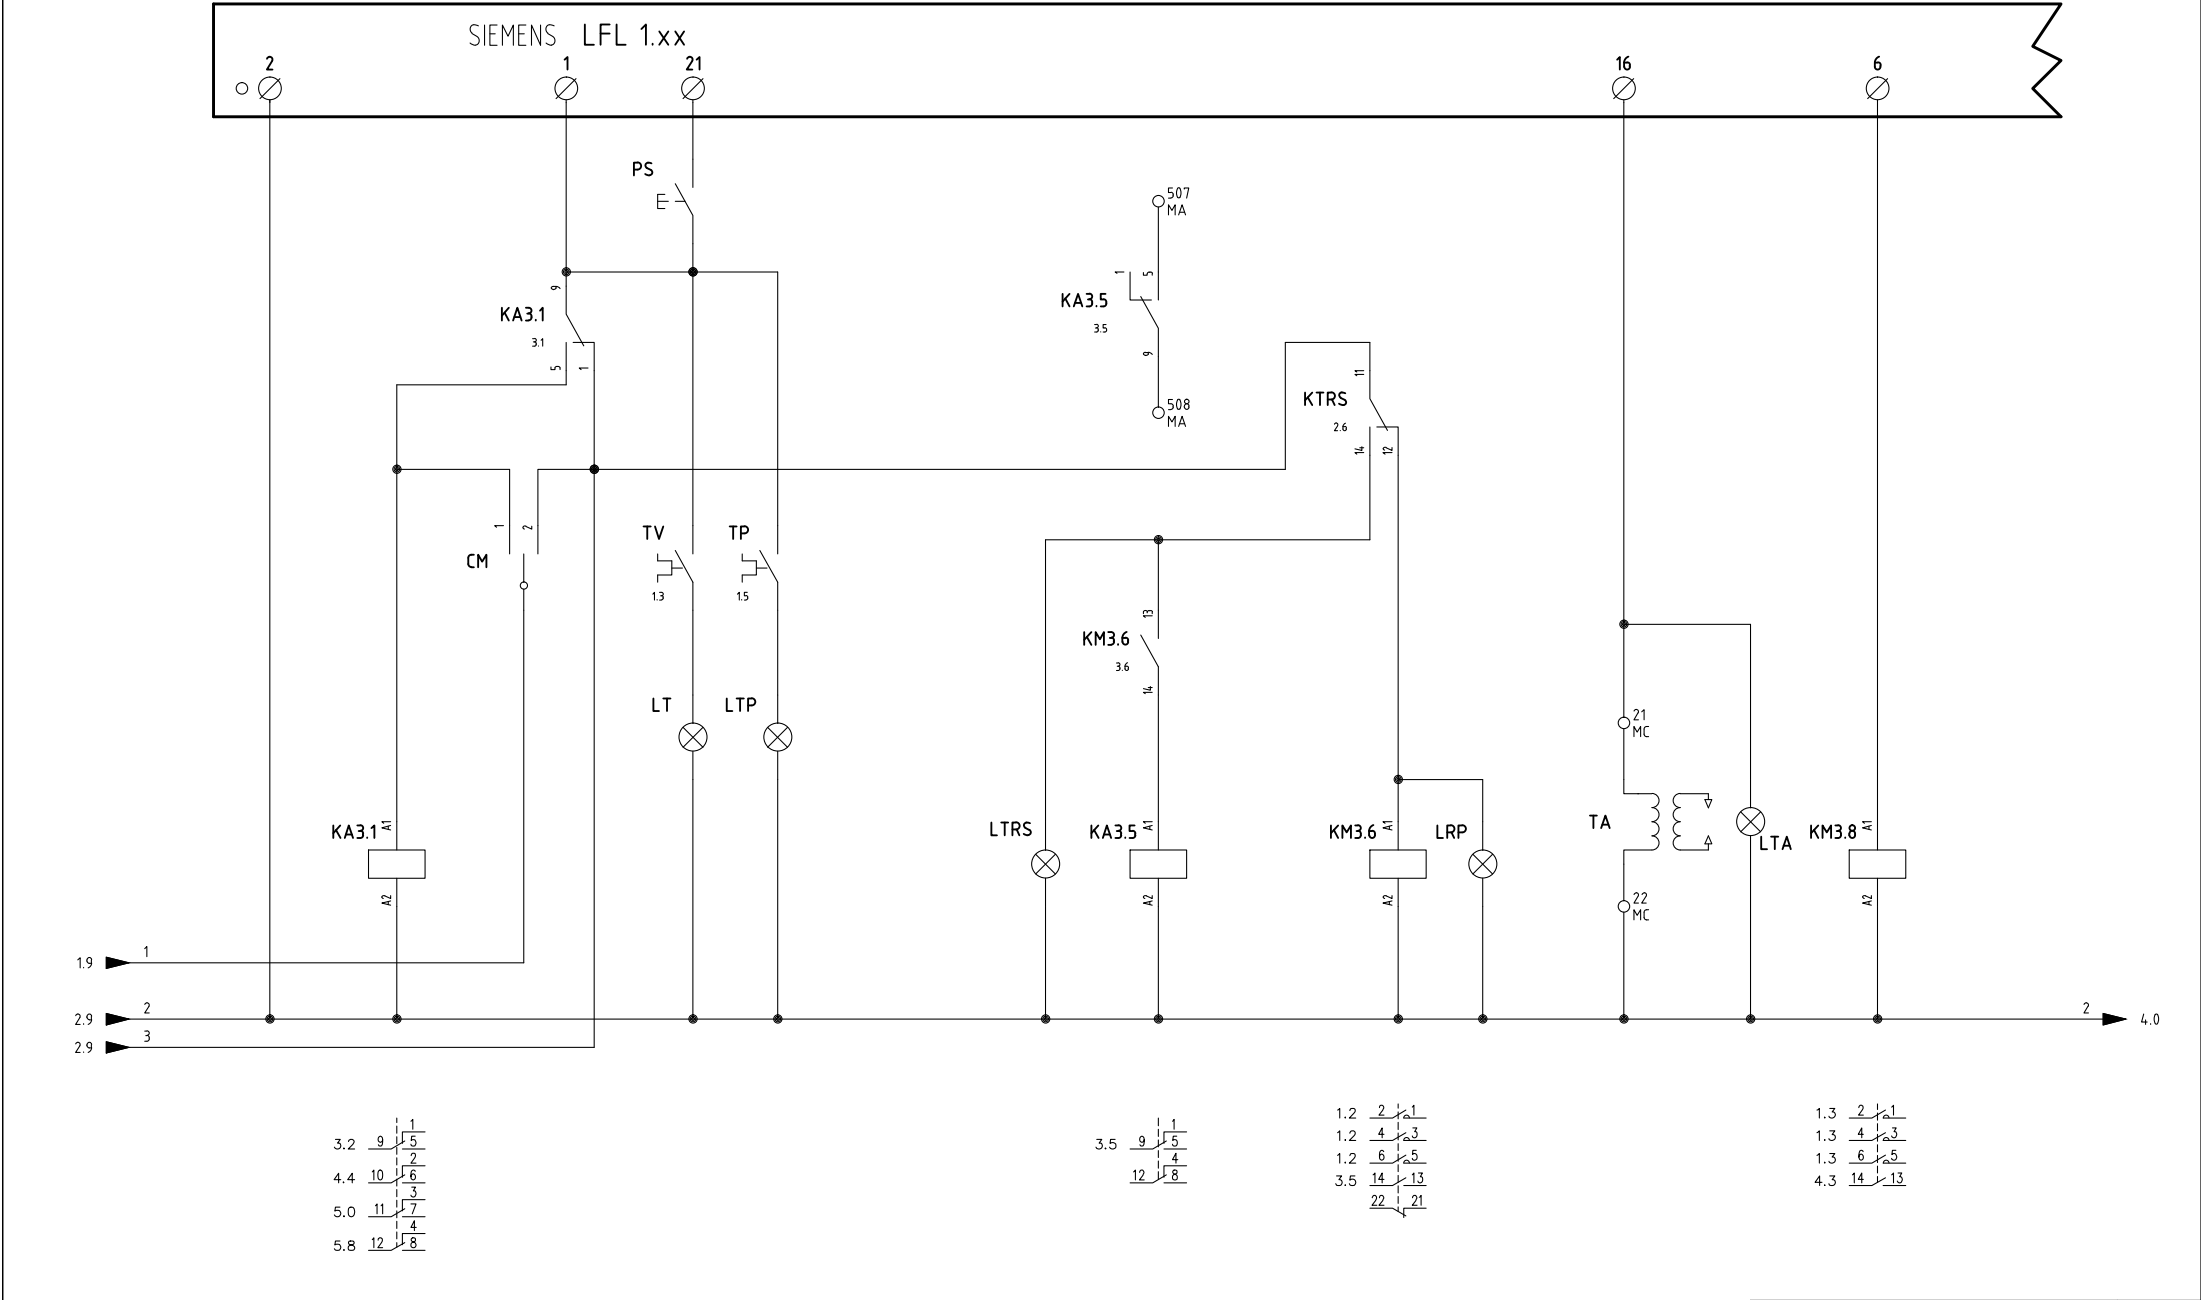 SIEMENS LFL 1.xx
2 1 21 16 6
PS
507
MA
9
1 5
KA3.1
3.1
KA3.5
3.5
9
5 1
11
KTRS
2.6
508
MA
14 12
1 2
CM
TV
1.3
TP
1.5
13
KM3.6
3.6
14
LT LTP
21
MC
KA3.1 A1
A2
LTRS
KA3.5 A1
A2
KM3.6 A1
A2
LRP
TA
LTA
KM3.8 A1
A2
22
MC
1.9 1
2.9 2
2 4.0
2.9 3
1
3.2 9 5
2
4.4 10 6
3
5.0 11 7
4
5.8 12 8
1
3.5 9 5
4
12 8
1.2 2 1
1.2 4 3
1.2 6 5
3.5 14 13
22 21
1.3 2 1
1.3 4 3
1.3 6 5
4.3 14 13